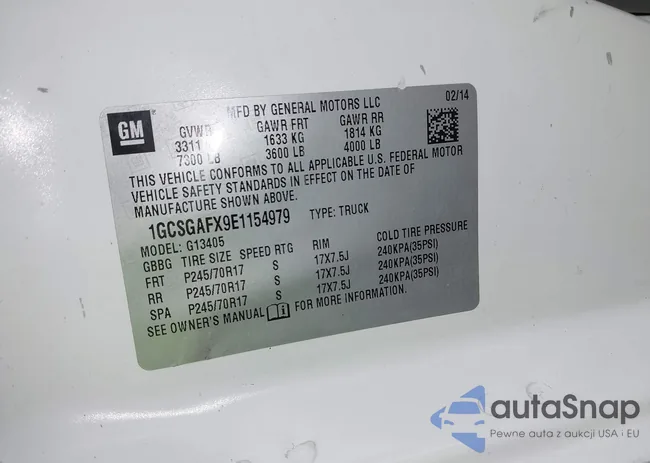 MFD BY GENERAL MOTORS LLC
02/14
GM
GVWR GAWR FRT GAWR RR
3311 1633 KG 1814 KG
7300 LB 3600 LB 4000 LB
THIS VEHICLE CONFORMS TO ALL APPLICABLE U.S. FEDERAL MOTOR
VEHICLE SAFETY STANDARDS IN EFFECT ON THE DATE OF
MANUFACTURE SHOWN ABOVE.
1GCSGAFX9E1154979 TYPE: TRUCK
MODEL: G13405
GBBG TIRE SIZE SPEED RTG RIM COLD TIRE PRESSURE
FRT P245/70R17 S 17X7.5J 240KPA(35PSI)
RR P245/70R17 S 17X7.5J 240KPA(35PSI)
SPA P245/70R17 S 17X7.5J 240KPA(35PSI)
SEE OWNER'S MANUAL FOR MORE INFORMATION.
autaSnap
Pewne auta z aukcji USA i EU